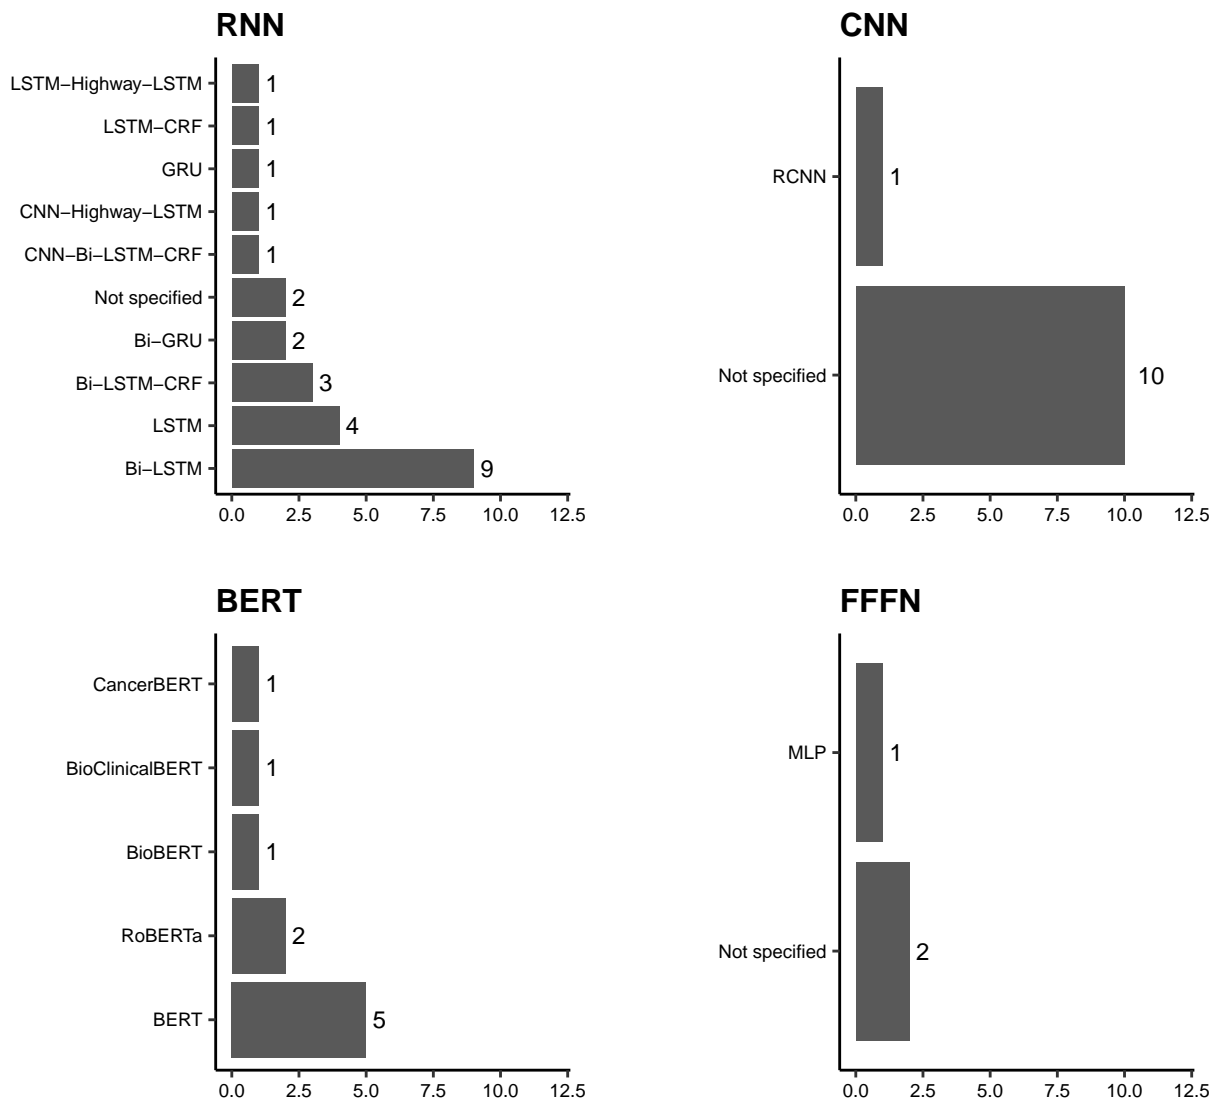 RNN
LSTM−Highway−LSTM 1
LSTM−CRF 1
GRU 1
CNN−Highway−LSTM 1
CNN−Bi−LSTM−CRF 1
Not specified 2
Bi−GRU 2
Bi−LSTM−CRF 3
LSTM 4
Bi−LSTM 9
0.0 2.5 5.0 7.5 10.0 12.5
CNN
RCNN 1
Not specified 10
0.0 2.5 5.0 7.5 10.0 12.5
BERT
CancerBERT 1
BioClinicalBERT 1
BioBERT 1
RoBERTa 2
BERT 5
0.0 2.5 5.0 7.5 10.0 12.5
FFFN
MLP 1
Not specified 2
0.0 2.5 5.0 7.5 10.0 12.5